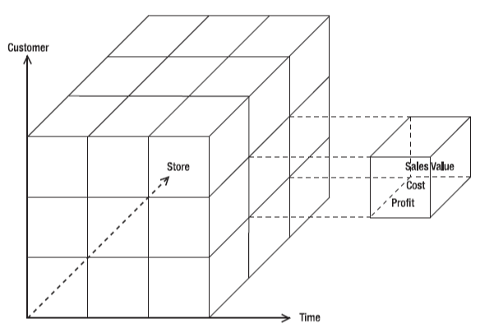 Customer
Store
Sales Value
Cost
Profit
Time